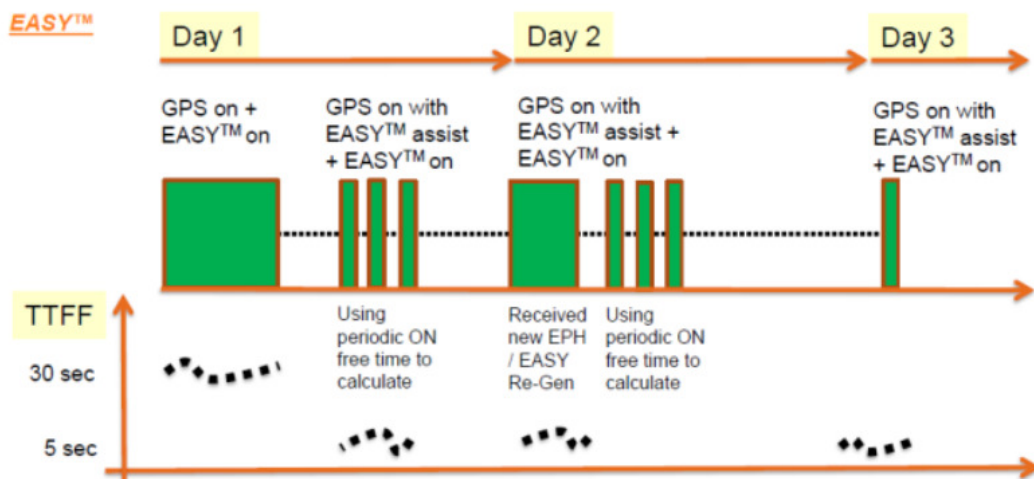 EASY™
Day 1
Day 2
Day 3
GPS on +
EASY™ on
GPS on with
EASY™ assist
+ EASY™ on
GPS on with
EASY™ assist +
EASY™ on
GPS on with
EASY™ assist
+ EASY™ on
TTFF
Using
periodic ON
free time to
calculate
Received
new EPH
/ EASY
Re-Gen
Using
periodic ON
free time to
calculate
30 sec
5 sec